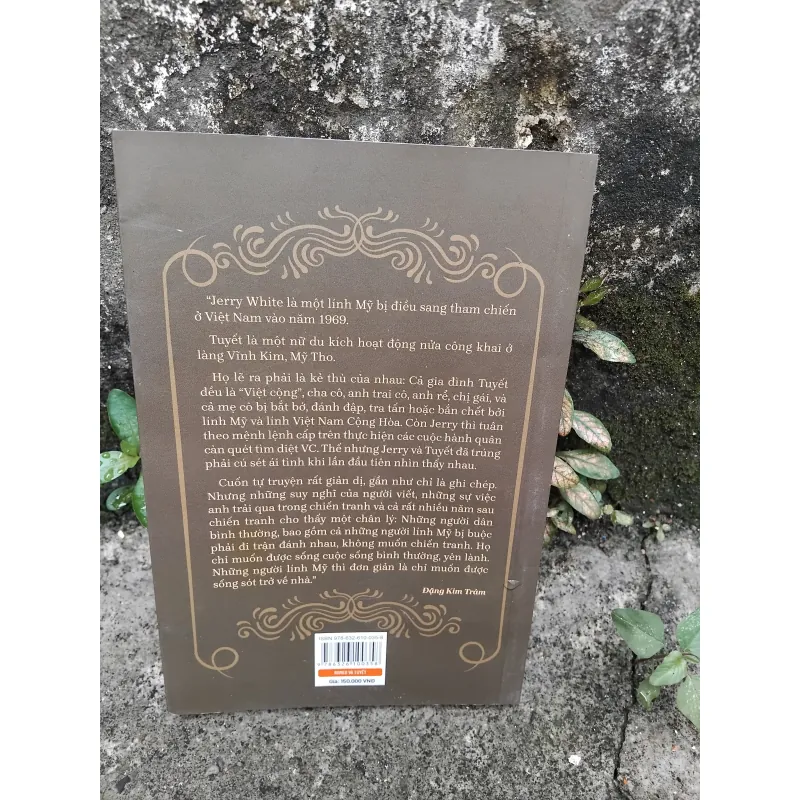 “Jerry White là một lính Mỹ bị điều sang tham chiến
ở Việt Nam vào năm 1969.
Tuyết là một nữ du kích hoạt động nửa công khai ở
làng Vĩnh Kim, Mỹ Tho.
Họ lẽ ra phải là kẻ thù của nhau: Cả gia đình Tuyết
đều là “Việt cộng”, cha cô, anh trai cô, anh rể, chị gái, và
cả mẹ cô bị bắt bớ, đánh đập, tra tấn hoặc bắn chết bởi
lính Mỹ và lính Việt Nam Cộng Hòa. Còn Jerry thì tuân
theo mệnh lệnh cấp trên thực hiện các cuộc hành quân
càn quét tìm diệt VC. Thế nhưng Jerry và Tuyết đã trúng
phải cú sét ái tình khi lần đầu tiên nhìn thấy nhau.
Cuốn tự truyện rất giản dị, gần như chỉ là ghi chép.
Nhưng những suy nghĩ của người viết, những sự việc
anh trải qua trong chiến tranh và cả rất nhiều năm sau
chiến tranh cho thấy một chân lý: Những người dân
bình thường, bao gồm cả những người lính Mỹ bị buộc
phải đi trận đánh nhau, không muốn chiến tranh. Họ
chỉ muốn được sống cuộc sống bình thường, yên lành.
Những người lính Mỹ thì đơn giản là chỉ muốn được
sống sót trở về nhà.”
Đặng Kim Trâm
Giá: 150.000 VNĐ